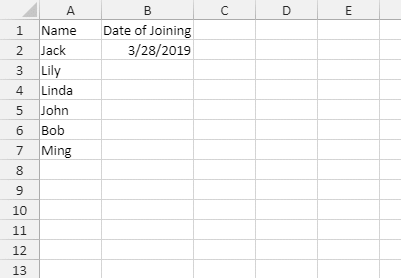 A B C D E
1 Name Date of Joining
2 Jack 3/28/2019
3 Lily
4 Linda
5 John
6 Bob
7 Ming
8
9
10
11
12
13